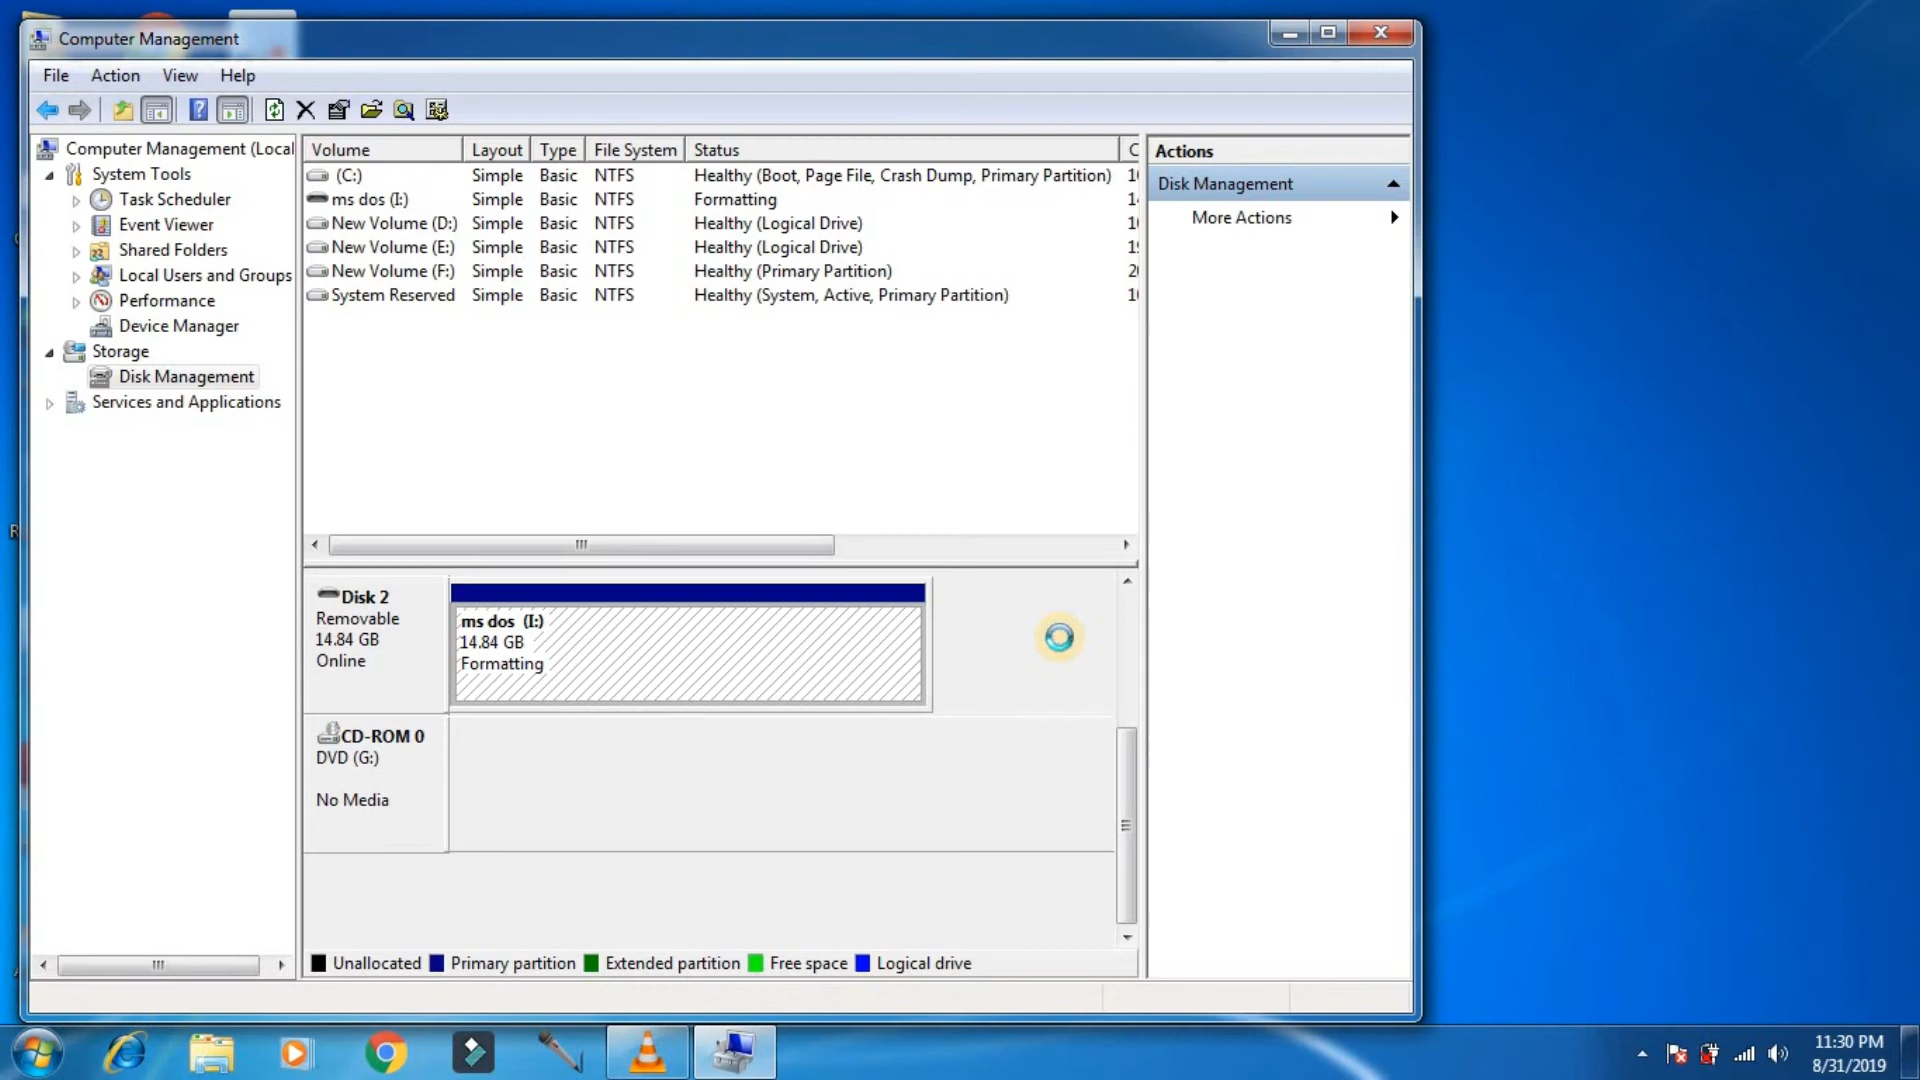 Computer Management
File Action View Help
Computer Management (Local
System Tools
Task Scheduler
Event Viewer
Shared Folders
Local Users and Groups
Performance
Device Manager
Storage
Disk Management
Services and Applications
Volume Layout Type File System Status C
(C:) Simple Basic NTFS Healthy (Boot, Page File, Crash Dump, Primary Partition)
ms dos (I:) Simple Basic NTFS Formatting
New Volume (D:) Simple Basic NTFS Healthy (Logical Drive)
New Volume (E:) Simple Basic NTFS Healthy (Logical Drive)
New Volume (F:) Simple Basic NTFS Healthy (Primary Partition)
System Reserved Simple Basic NTFS Healthy (System, Active, Primary Partition)
Actions
Disk Management
More Actions
Disk 2
Removable
14.84 GB
Online
ms dos (I:)
14.84 GB
Formatting
CD-ROM 0
DVD (G:)
No Media
Unallocated Primary partition Extended partition Free space Logical drive
11:30 PM
8/31/2019